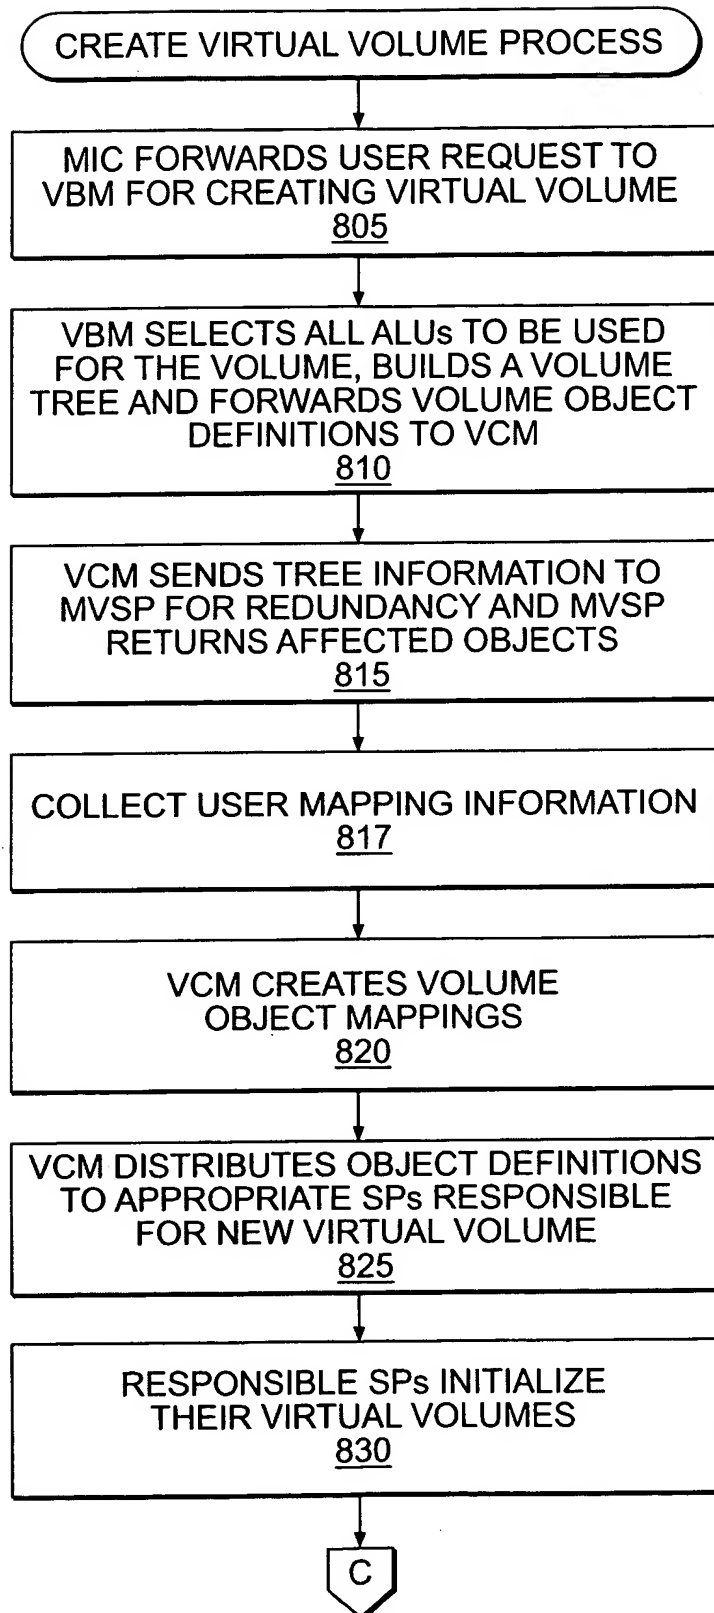 CREATE VIRTUAL VOLUME PROCESS
MIC FORWARDS USER REQUEST TO
VBM FOR CREATING VIRTUAL VOLUME
805
VBM SELECTS ALL ALUs TO BE USED
FOR THE VOLUME, BUILDS A VOLUME
TREE AND FORWARDS VOLUME OBJECT
DEFINITIONS TO VCM
810
VCM SENDS TREE INFORMATION TO
MVSP FOR REDUNDANCY AND MVSP
RETURNS AFFECTED OBJECTS
815
COLLECT USER MAPPING INFORMATION
817
VCM CREATES VOLUME
OBJECT MAPPINGS
820
VCM DISTRIBUTES OBJECT DEFINITIONS
TO APPROPRIATE SPs RESPONSIBLE
FOR NEW VIRTUAL VOLUME
825
RESPONSIBLE SPs INITIALIZE
THEIR VIRTUAL VOLUMES
830
C